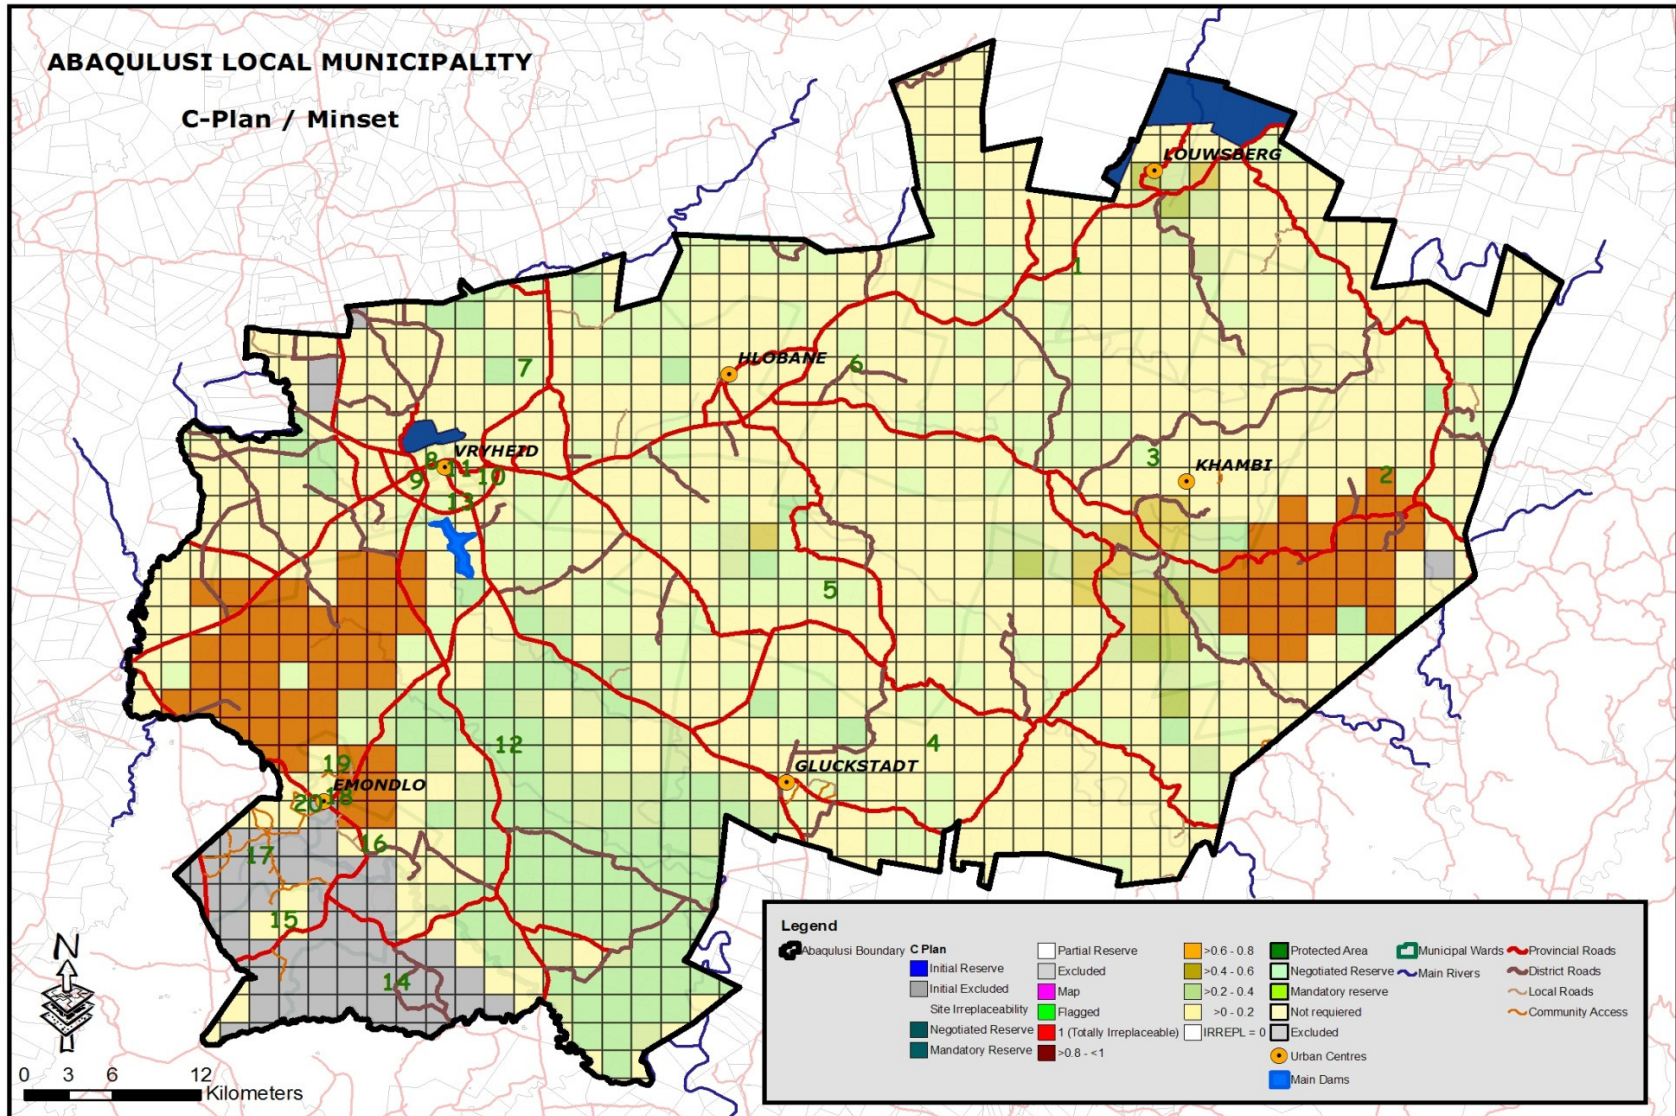 ABAQULUSI LOCAL MUNICIPALITY
C-Plan / Minset
LOUWSBERG
1
HLOBANE
6
7
VRYHEID
8
11
10
9
13
3
KHAMBI
2
5
12
4
GLUCKSTADT
19
EMONDLO
20
18
16
17
15
14
N
0 3 6 12
Kilometers
Legend
Abaqulusi Boundary
C Plan
Initial Reserve
Initial Excluded
Site Irreplaceability
Negotiated Reserve
Mandatory Reserve
Partial Reserve
Excluded
Map
Flagged
1 (Totally Irreplaceable)
>0.8 - <1
>0.6 - 0.8
>0.4 - 0.6
>0.2 - 0.4
>0 - 0.2
IRREPL = 0
Protected Area
Negotiated Reserve
Mandatory reserve
Not requiered
Excluded
Urban Centres
Main Dams
Municipal Wards
Main Rivers
Provincial Roads
District Roads
Local Roads
Community Access